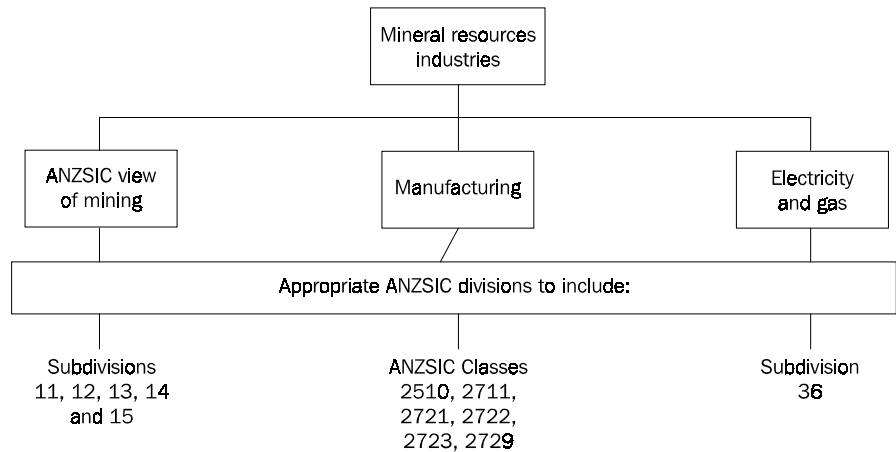 Mineral resources
industries
ANZSIC view
of mining
Manufacturing
Electricity
and gas
Appropriate ANZSIC divisions to include:
Subdivisions
11, 12, 13, 14
and 15
ANZSIC Classes
2510, 2711,
2721, 2722,
2723, 2729
Subdivision
36